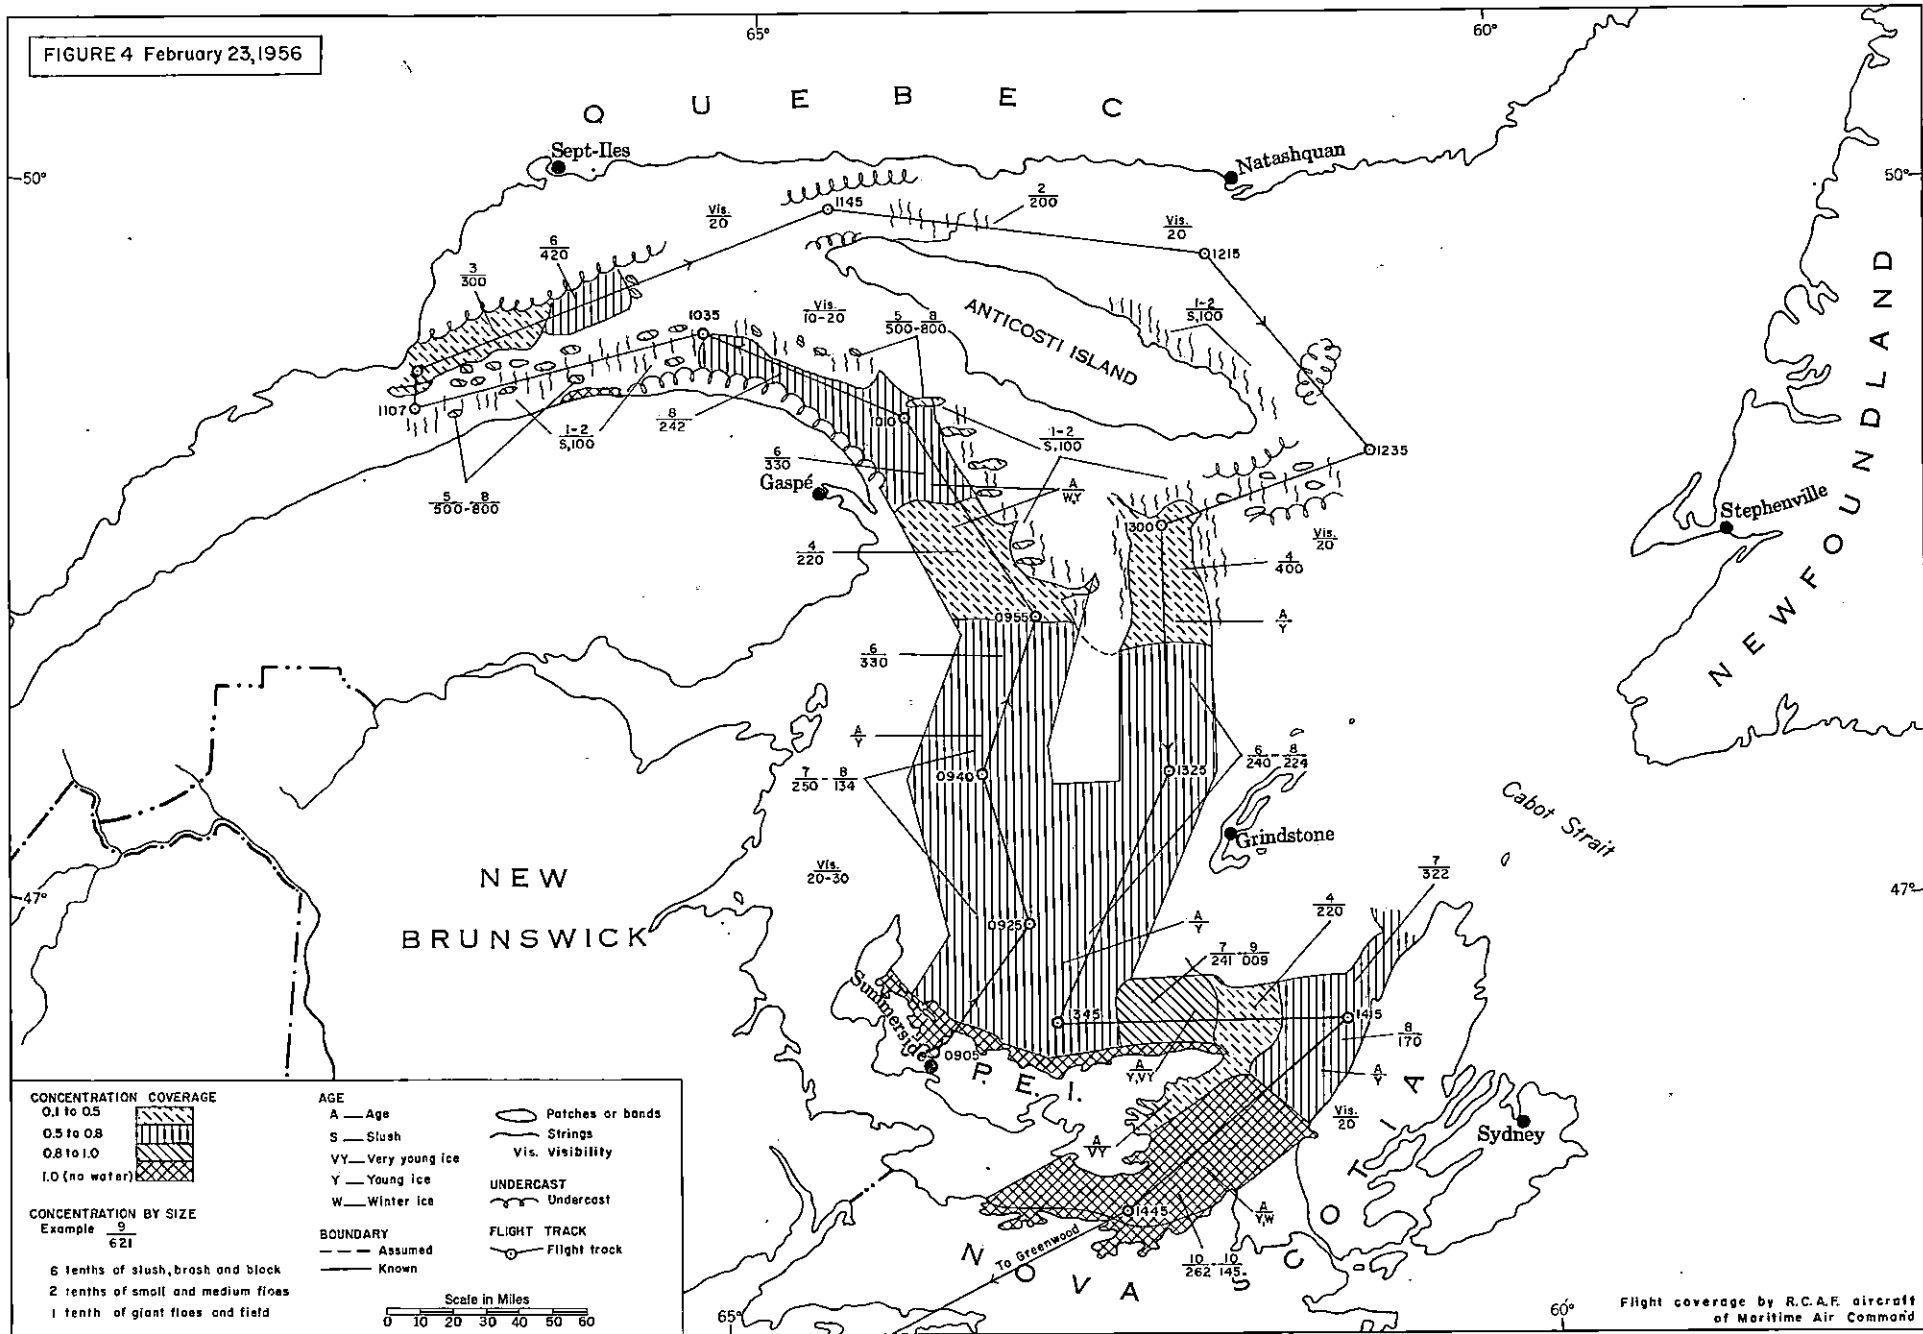 FIGURE 4 February 23, 1956
65°
60°
QUEBEC
Sept-Iles
Natashquan
50°
50°
1145
2
200
Vis.
20
Vis.
20
1215
6
420
3
300
1035
Vis.
10-20
5 - 8
500-800
1-2
S,100
ANTICOSTI ISLAND
1107
8
242
1010
1-2
S,100
1-2
S,100
1235
6
330
Gaspé
A
W,Y
5 - 8
500-800
Stephenville
1300
Vis.
20
4
220
4
400
0955
A
Y
6
330
NEWFOUNDLAND
A
Y
7 - 8
250 134
0940
1325
6 - 8
240 224
Cabot Strait
Grindstone
NEW
BRUNSWICK
Vis.
20-30
7
322
47°
47°
4
220
0925
A
Y
7 - 9
241 009
Summerside
1345
1415
8
170
0905
P.E.I.
A
Y,VY
A
Y
Vis.
20
Sydney
A
VY
1445
A
Y,W
10 - 10
262 145
To Greenwood
NOVA SCOTIA
CONCENTRATION COVERAGE
0.1 to 0.5
0.5 to 0.8
0.8 to 1.0
1.0 (no water)
CONCENTRATION BY SIZE
Example 9
621
6 tenths of slush, brash and block
2 tenths of small and medium floes
1 tenth of giant floes and field
AGE
A — Age
S — Slush
VY — Very young ice
Y — Young ice
W — Winter ice
BOUNDARY
Assumed
Known
Patches or bands
Strings
Vis. Visibility
UNDERCAST
Undercast
FLIGHT TRACK
Flight track
Scale in Miles
0 10 20 30 40 50 60
65°
60°
Flight coverage by R.C.A.F. aircraft
of Maritime Air Command